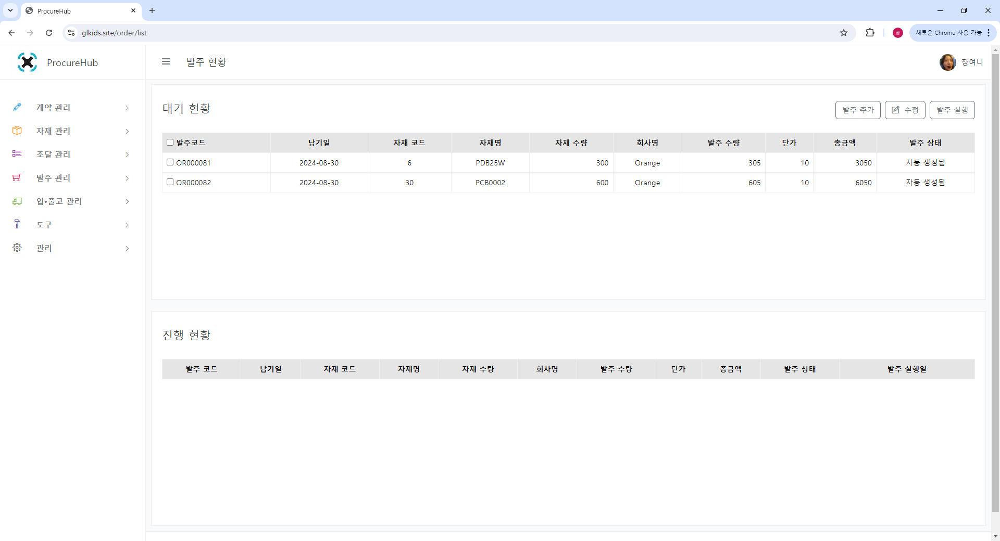 ProcureHub
glkids.site/order/list
새로운 Chrome 사용 가능
ProcureHub
발주 현황
장여니
계약 관리
자재 관리
조달 관리
발주 관리
입•출고 관리
도구
관리
대기 현황
발주 추가 수정 발주 실행
발주코드 납기일 자재 코드 자재명 자재 수량 회사명 발주 수량 단가 총금액 발주 상태
OR000081 2024-08-30 6 PDB25W 300 Orange 305 10 3050 자동 생성됨
OR000082 2024-08-30 30 PCB0002 600 Orange 605 10 6050 자동 생성됨
진행 현황
발주 코드 납기일 자재 코드 자재명 자재 수량 회사명 발주 수량 단가 총금액 발주 상태 발주 실행일